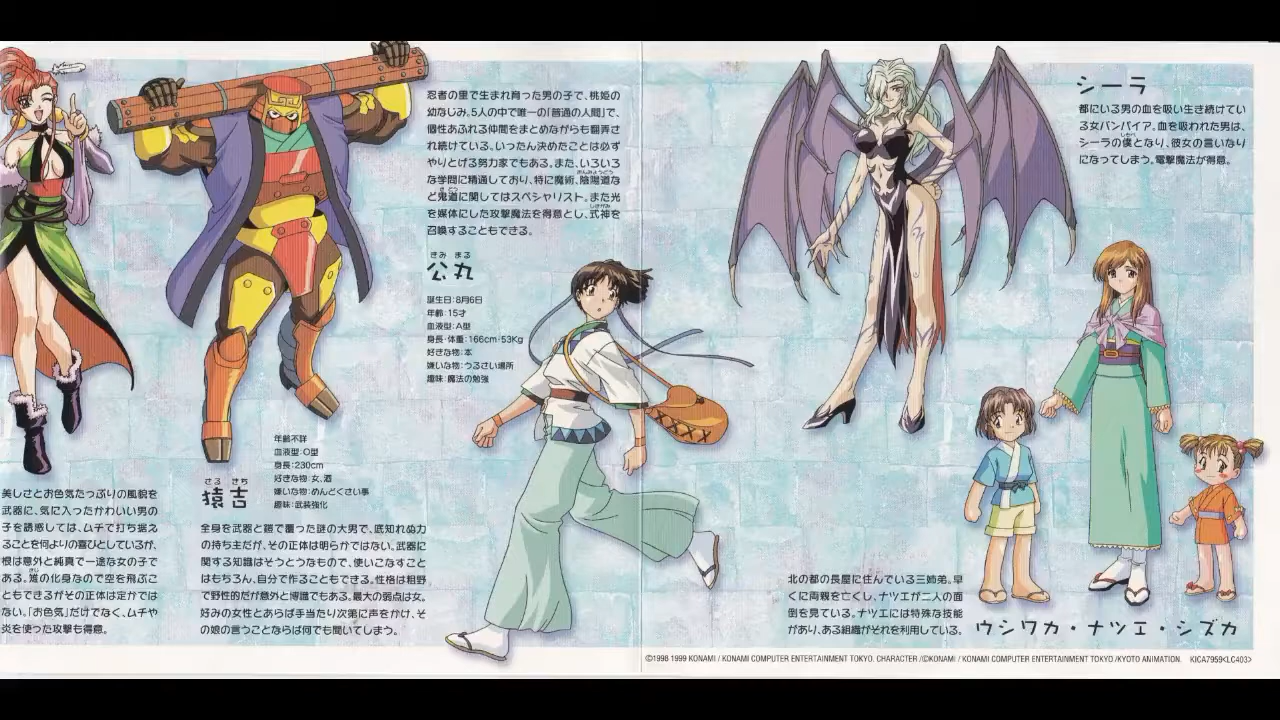 美しさとお色気たっぷりの風貌を
武器に、気に入ったかわいい男の
子を誘惑しては、ムチで打ち据え
ることを何よりの喜びとしているが、
根は意外と純真で一途な女の子で
ある。雉の化身なので空を飛ぶこ
きじ
ともできるがその正体は定かでは
ない。「お色気」だけでなく、ムチや
炎を使った攻撃も得意。
さる きち
猿吉
年齢不詳
血液型:O型
身長:230cm
好きな物:女、酒
嫌いな物:めんどくさい事
趣味:武装強化
全身を武器と鎧で覆った謎の大男で、底知れぬ力
の持ち主だが、その正体は明らかではない。武器に
関する知識はそうとうなもので、使いこなすこと
はもちろん、自分で作ることもできる。性格は粗野
で野性的だが意外と博識でもある。最大の弱点は女。
好みの女性とあらば手当たり次第に声をかけ、そ
の娘の言うことならば何でも聞いてしまう。
忍者の里で生まれ育った男の子で、桃姫の
幼なじみ。5人の中で唯一の「普通の人間」で、
個性あふれる仲間をまとめながらも翻弄さ
れ続けている。いったん決めたことは必ず
やりとげる努力家でもある。また、いろいろ
な学問に精通しており、特に魔術、陰陽道な
おんみょうどう
ど鬼道に関してはスペシャリスト。また光
きどう
を媒体にした攻撃魔法を得意とし、式神を
しきがみ
召喚することもできる。
きみ まる
公丸
誕生日:8月6日
年齢:15才
血液型:A型
身長・体重:166cm・53Kg
好きな物:本
嫌いな物:うるさい場所
趣味:魔法の勉強
シーラ
都にいる男の血を吸い生き続けてい
る女バンパイア。血を吸われた男は、
シーラの僕となり、彼女の言いなり
しもべ
になってしまう。電撃魔法が得意。
北の都の長屋に住んでいる三姉弟。早
くに両親を亡くし、ナツエが二人の面
倒を見ている。ナツエには特殊な技能
があり、ある組織がそれを利用している。
ウシワカ・ナツエ・シズカ
©1998 1999 KONAMI / KONAMI COMPUTER ENTERTAINMENT TOKYO. CHARACTER /©KONAMI / KONAMI COMPUTER ENTERTAINMENT TOKYO /KYOTO ANIMATION. KICA7959<LC403>